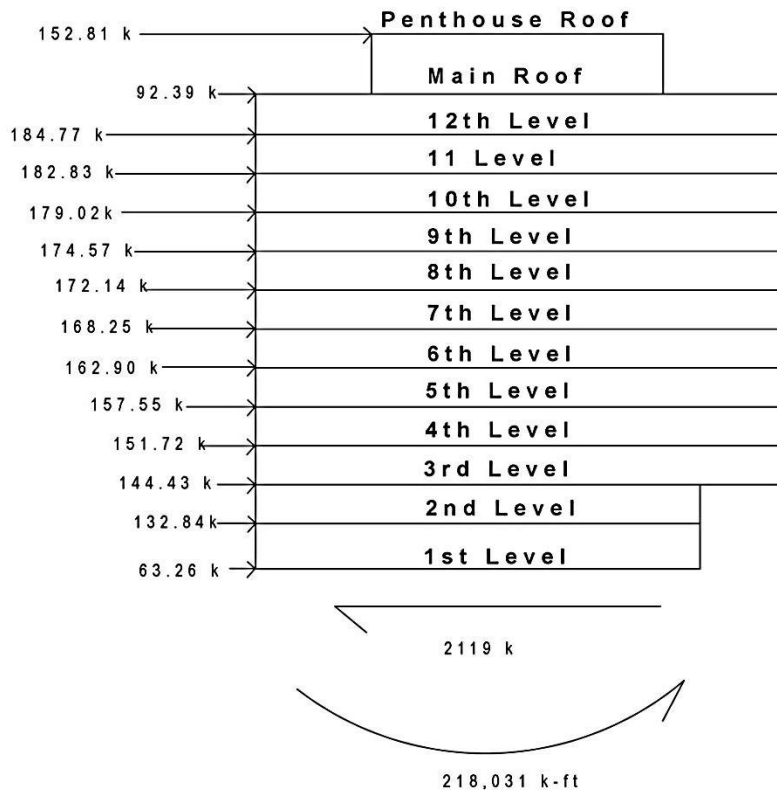 Penthouse Roof
152.81 k
Main Roof
92.39 k
12th Level
184.77 k
11 Level
182.83 k
10th Level
179.02k
9th Level
174.57 k
8th Level
172.14 k
7th Level
168.25 k
6th Level
162.90 k
5th Level
157.55 k
4th Level
151.72 k
3rd Level
144.43 k
2nd Level
132.84k
1st Level
63.26 k
2119 k
218,031 k-ft